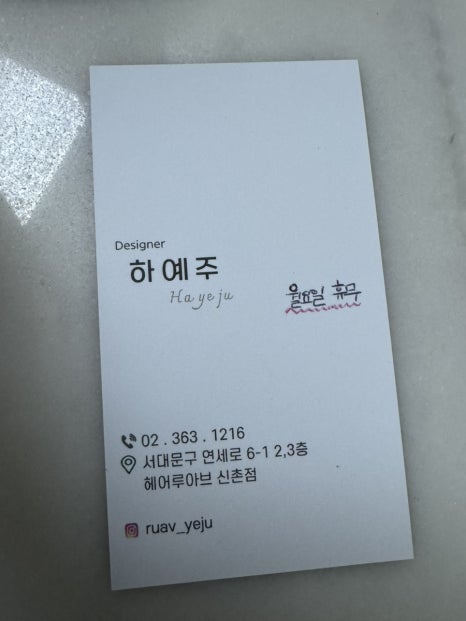 Designer
하예주
Ha ye ju
월요일 휴무
02 . 363 . 1216
서대문구 연세로 6-1 2,3층
헤어루아브 신촌점
ruav_yeju